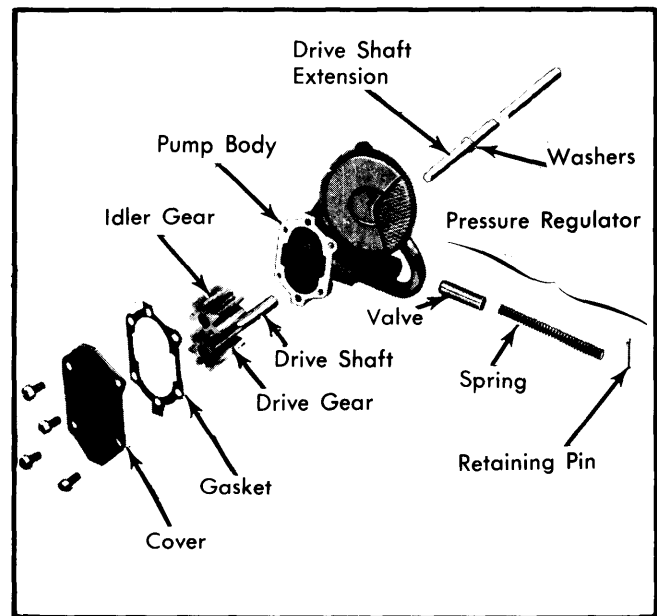 Drive Shaft
Extension
Pump Body
Washers
Idler Gear
Pressure Regulator
Valve
Drive Shaft
Spring
Drive Gear
Retaining Pin
Gasket
Cover